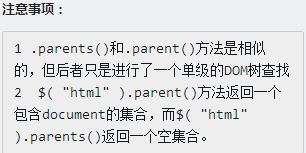 注意事项：
1 .parents()和.parent()方法是相似
的，但后者只是进行了一个单级的DOM树查找
2  $( "html" ).parent()方法返回一个
包含document的集合，而$( "html"
).parents()返回一个空集合。